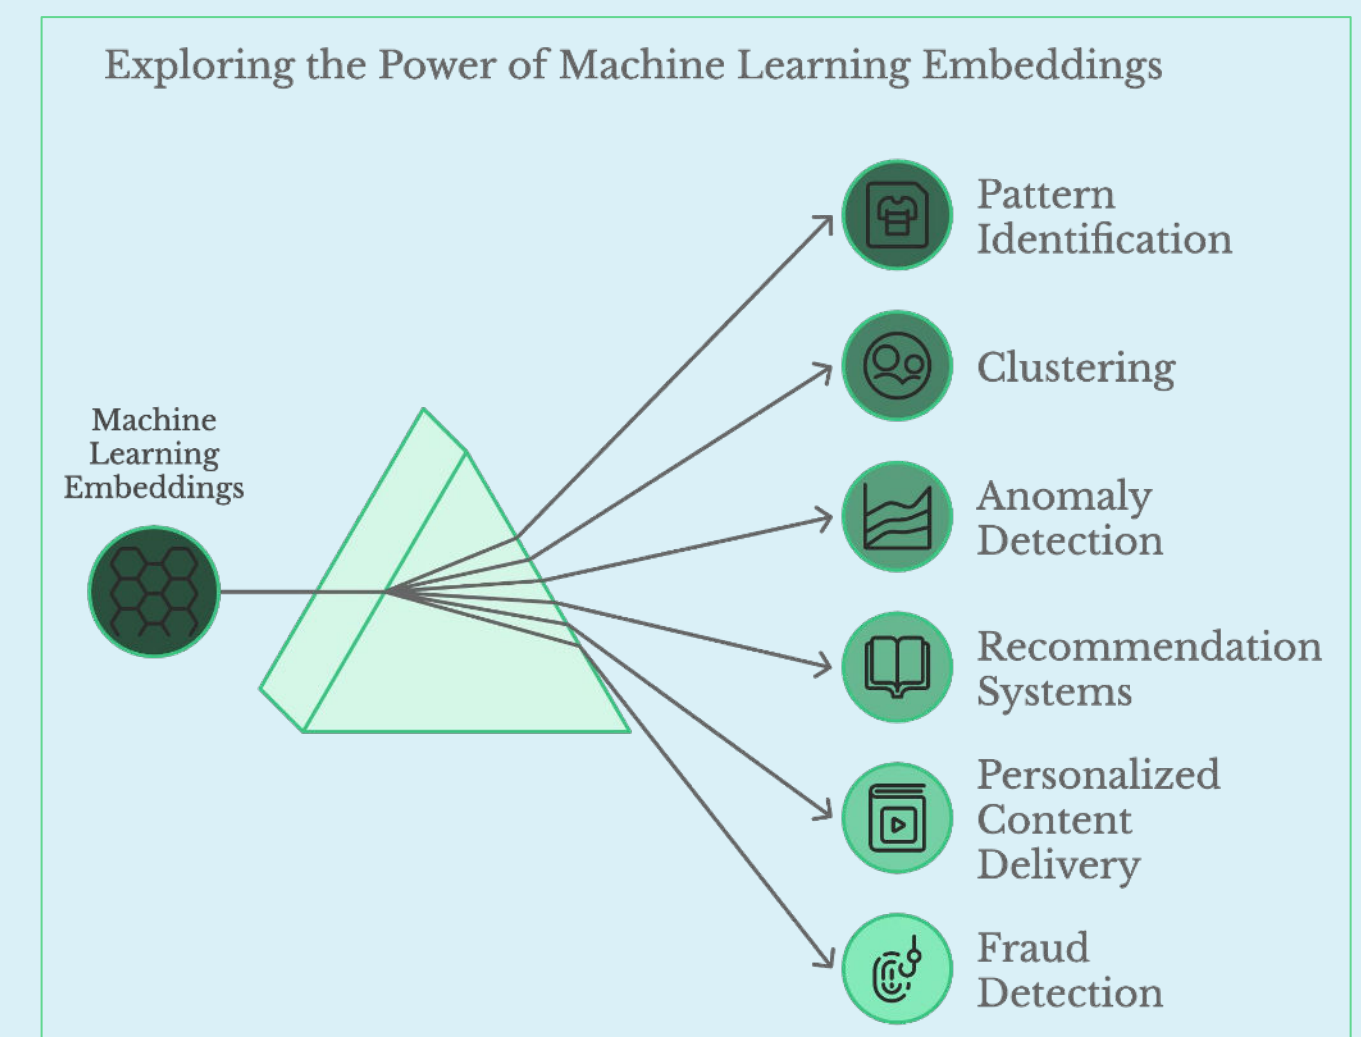 Exploring the Power of Machine Learning Embeddings
Machine
Learning
Embeddings
Pattern
Identification
Clustering
Anomaly
Detection
Recommendation
Systems
Personalized
Content
Delivery
Fraud
Detection